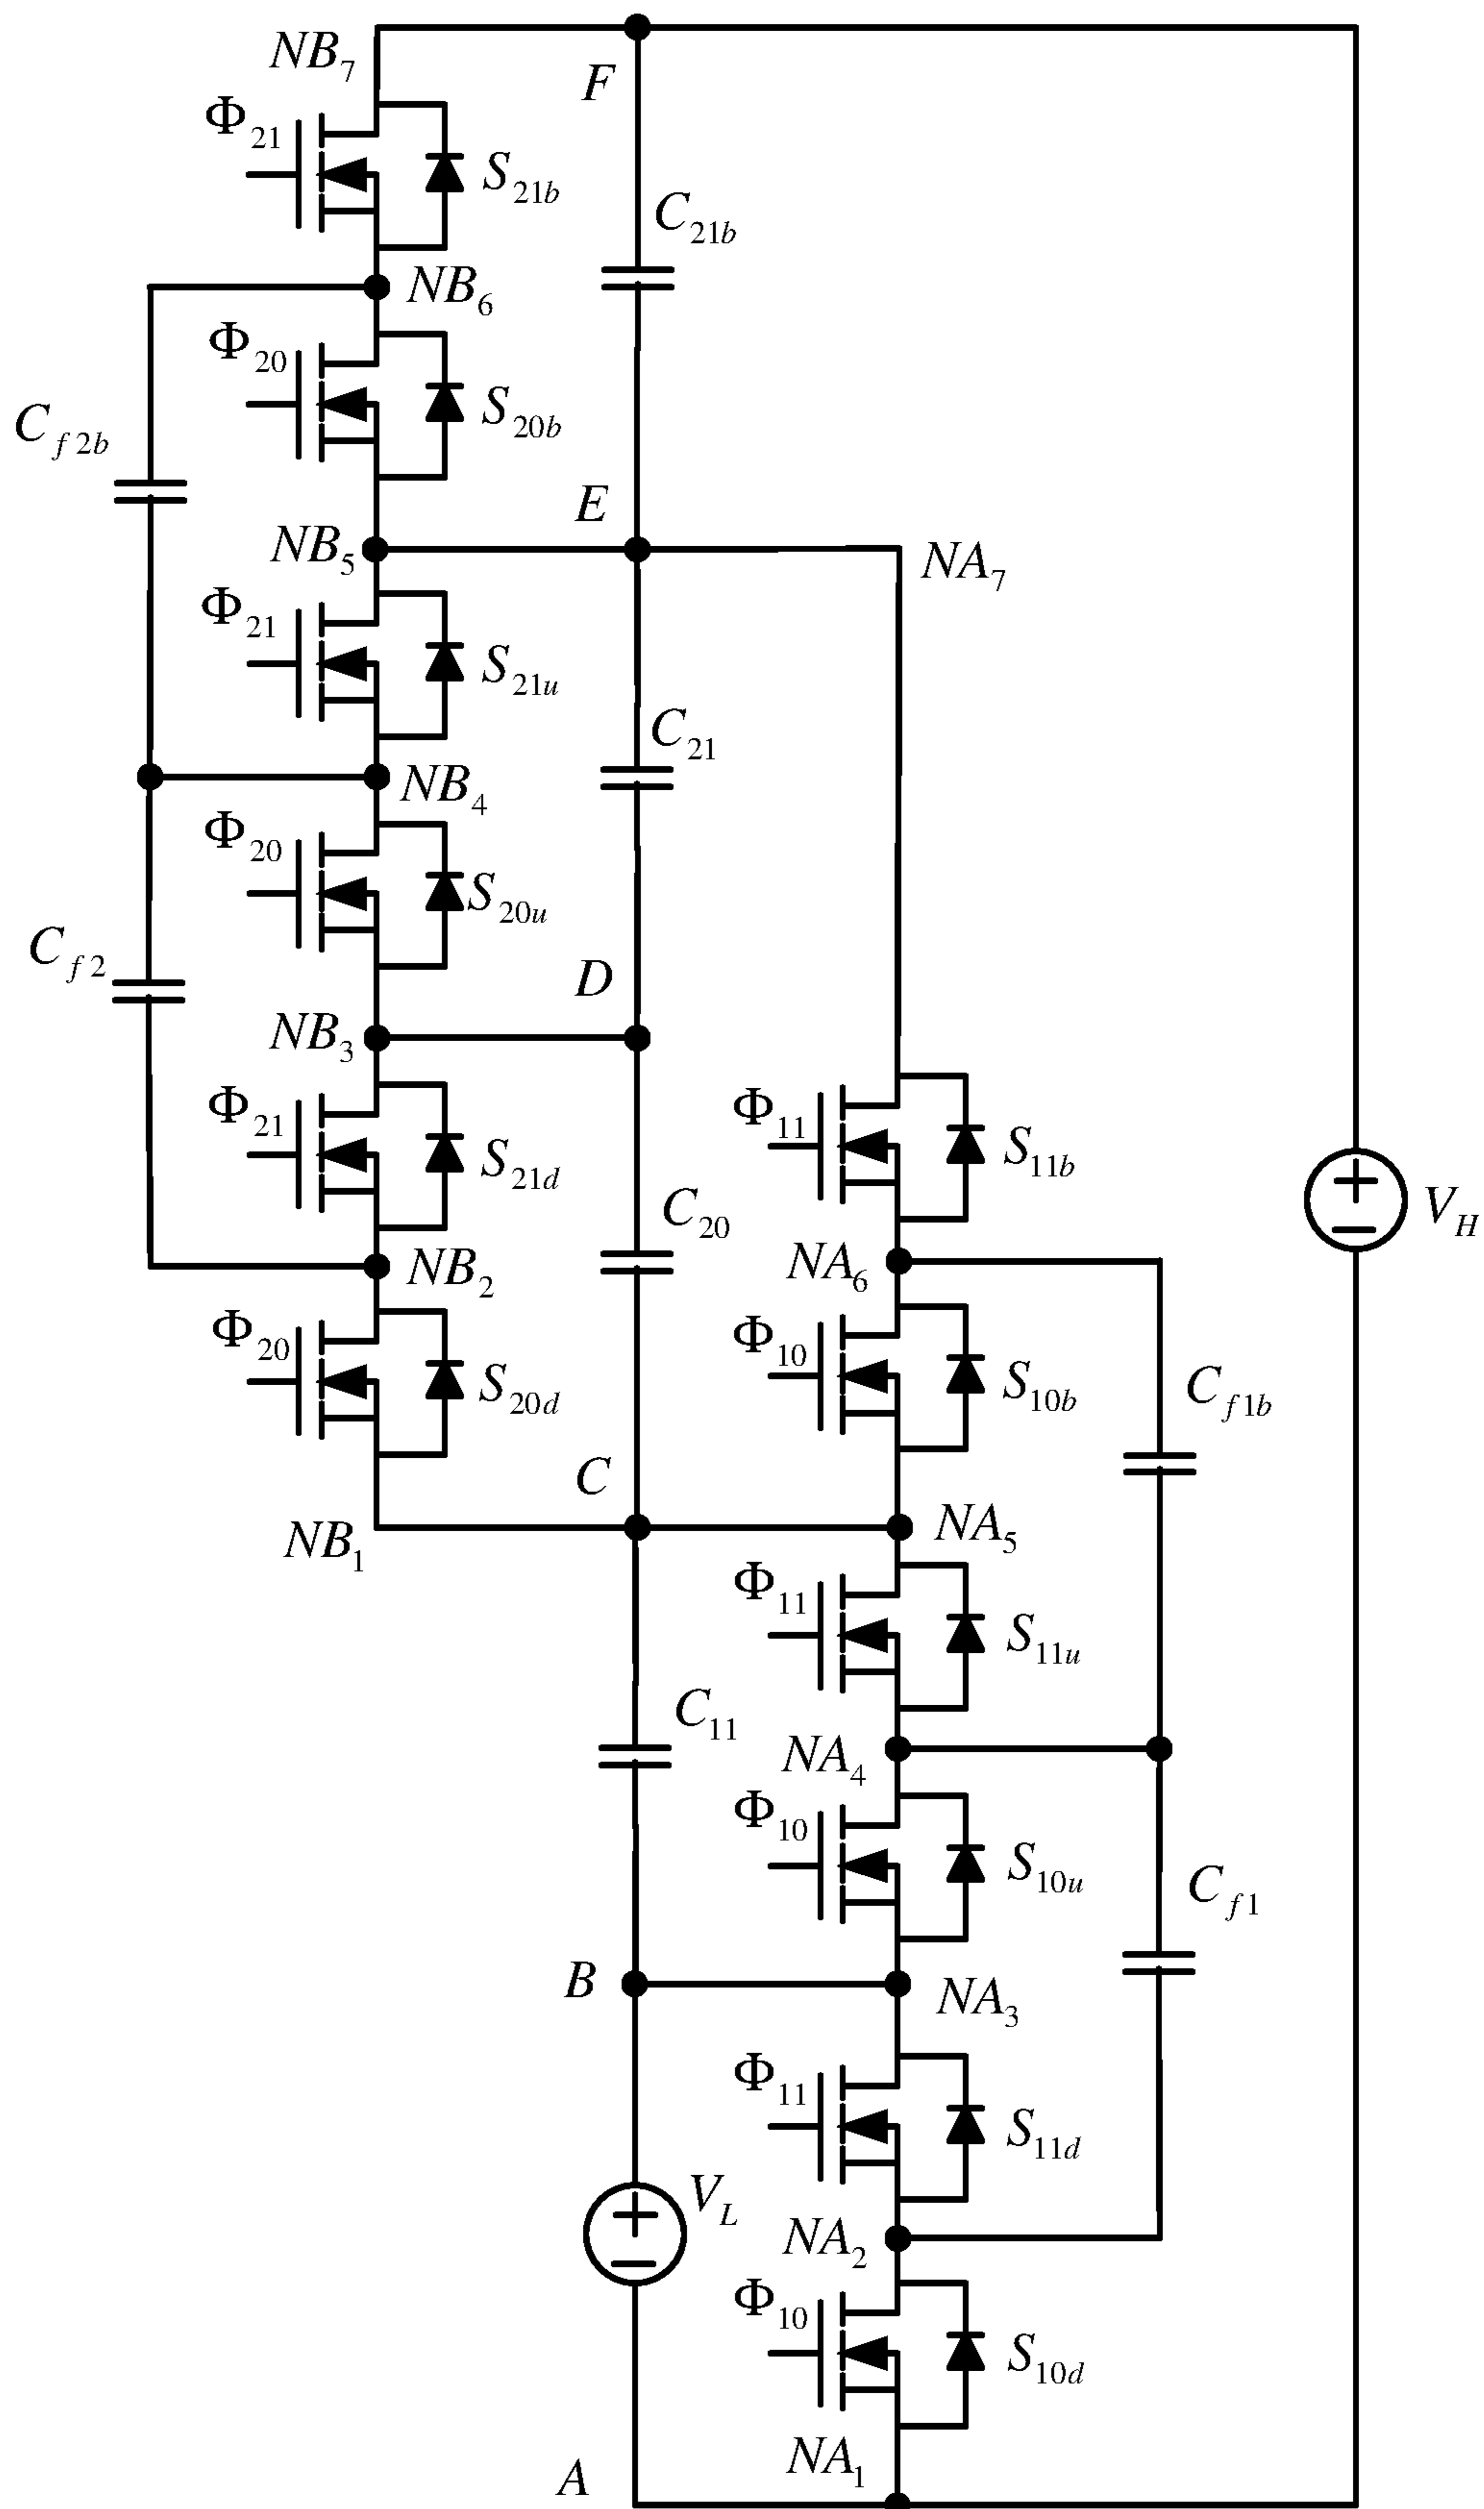 NB7
F
Φ21
S21b
C21b
NB6
Φ20
S20b
Cf2b
E
NB5
NA7
Φ21
S21u
C21
NB4
Φ20
S20u
Cf2
D
NB3
Φ21
S21d
Φ11
S11b
C20
VH
NA6
NB2
Φ20
S20d
Φ10
S10b
Cf1b
C
NA5
NB1
Φ11
S11u
C11
NA4
Φ10
S10u
Cf1
B
NA3
Φ11
S11d
VL
NA2
Φ10
S10d
NA1
A